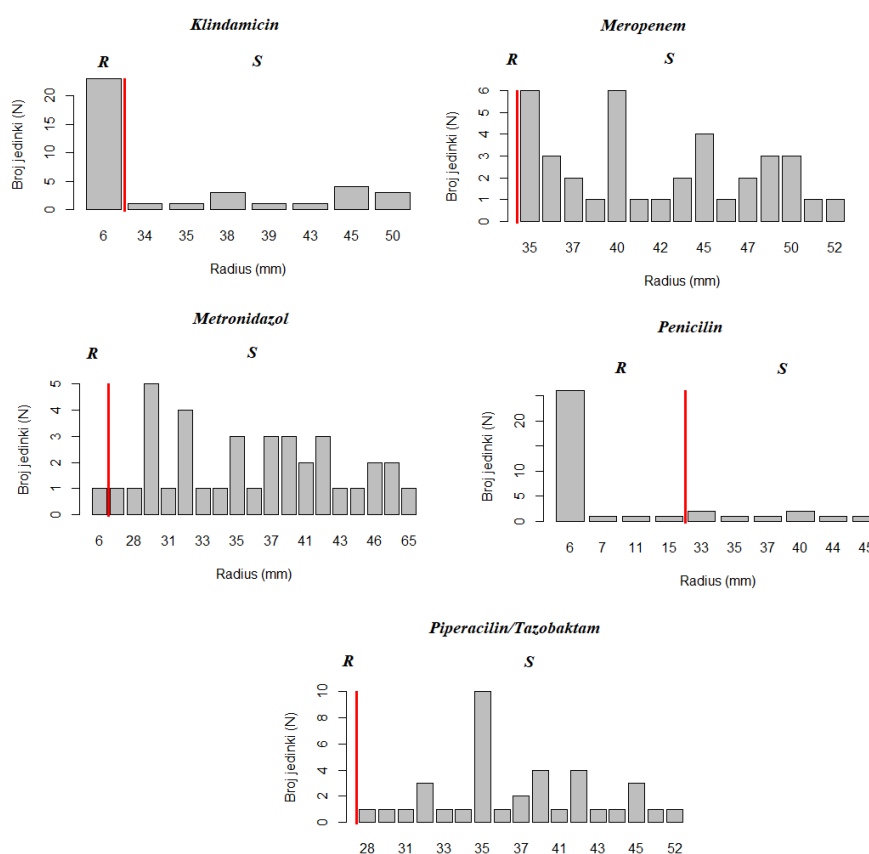 Klindamicin
R S
Broj jedinki (N)
20
15
10
5
0
6 34 35 38 39 43 45 50
Radius (mm)
Meropenem
R S
Broj jedinki (N)
6
5
4
3
2
1
0
35 37 40 42 45 47 50 52
Radius (mm)
Metronidazol
R S
Broj jedinki (N)
5
4
3
2
1
0
6 28 31 33 35 37 41 43 46 65
Radius (mm)
Penicilin
R S
Broj jedinki (N)
20
10
5
0
6 7 11 15 33 35 37 40 44 45
Radius (mm)
Piperacilin/Tazobaktam
R S
Broj jedinki (N)
10
8
6
4
2
0
28 31 33 35 37 41 43 45 52